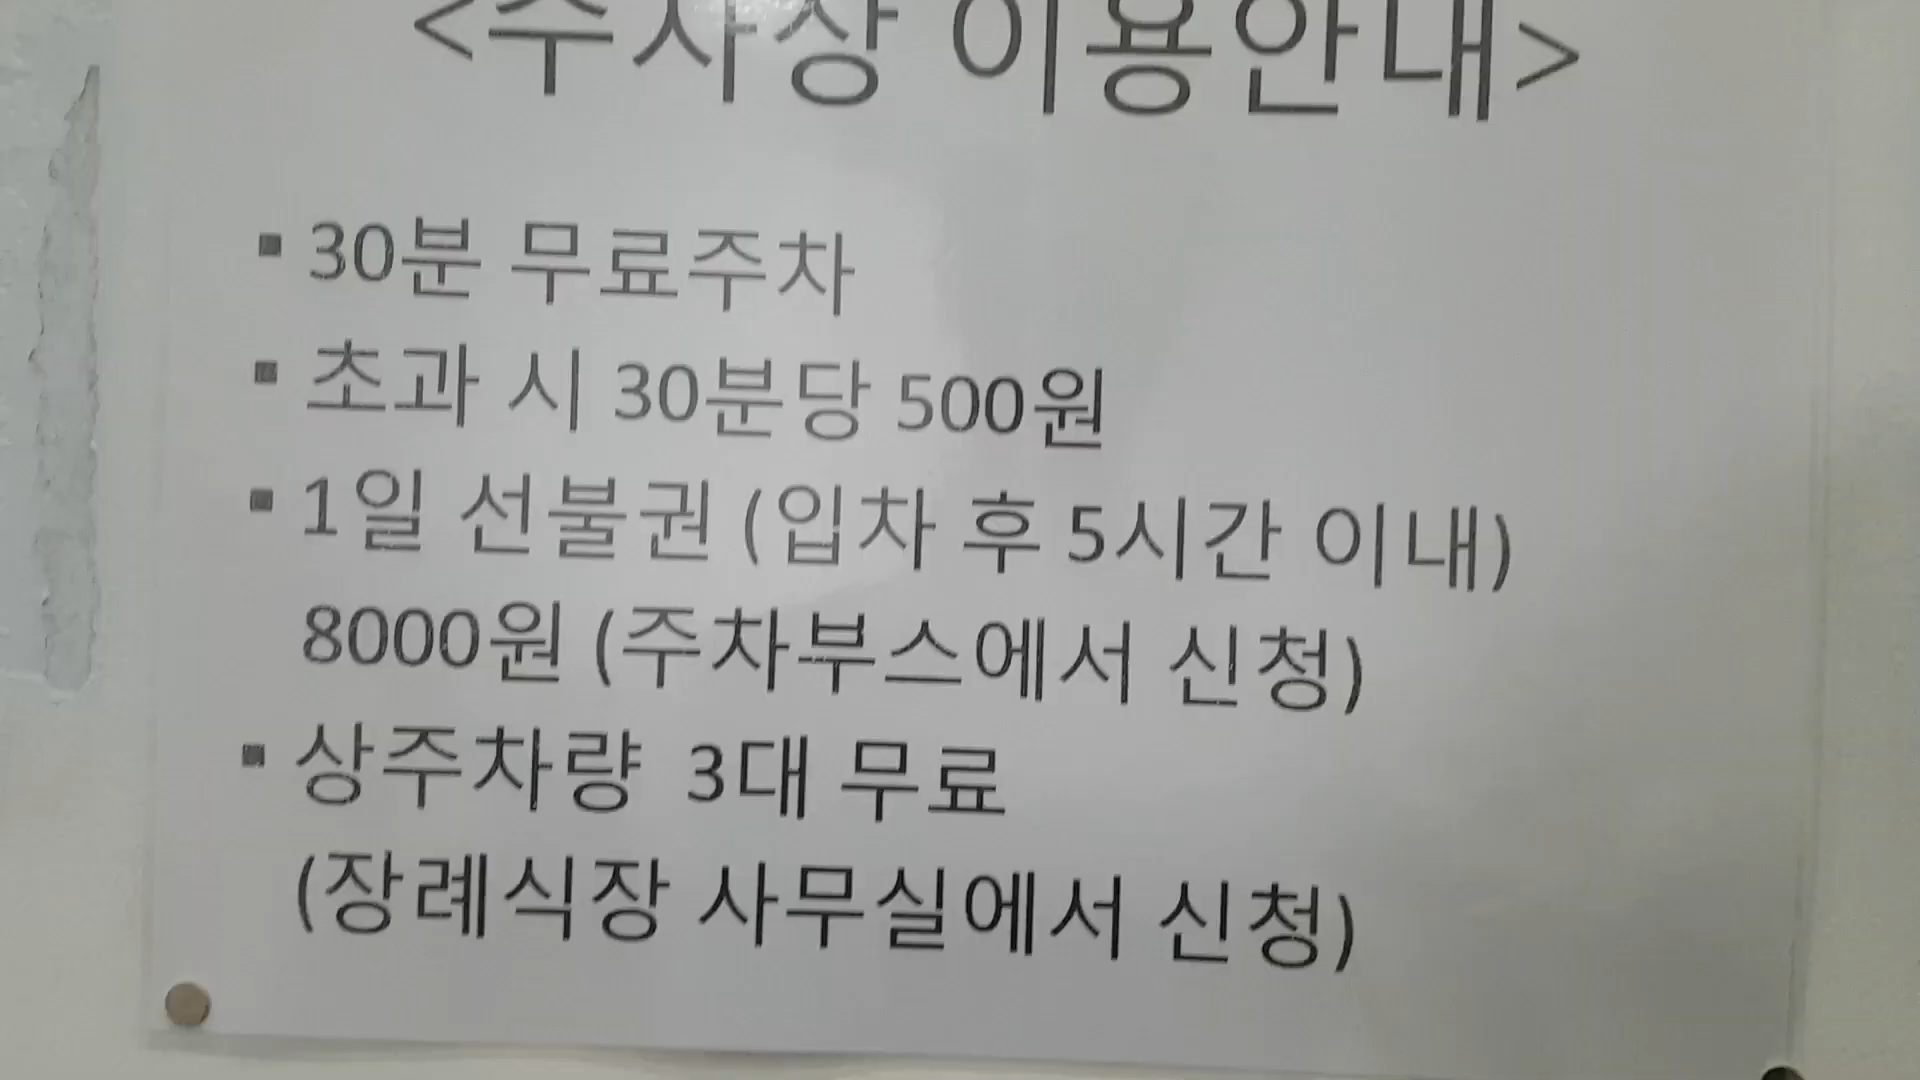 <주차장 이용안내>
▪ 30분 무료주차
▪ 초과 시 30분당 500원
▪ 1일 선불권 (입차 후 5시간 이내)
8000원 (주차부스에서 신청)
▪ 상주차량 3대 무료
(장례식장 사무실에서 신청)